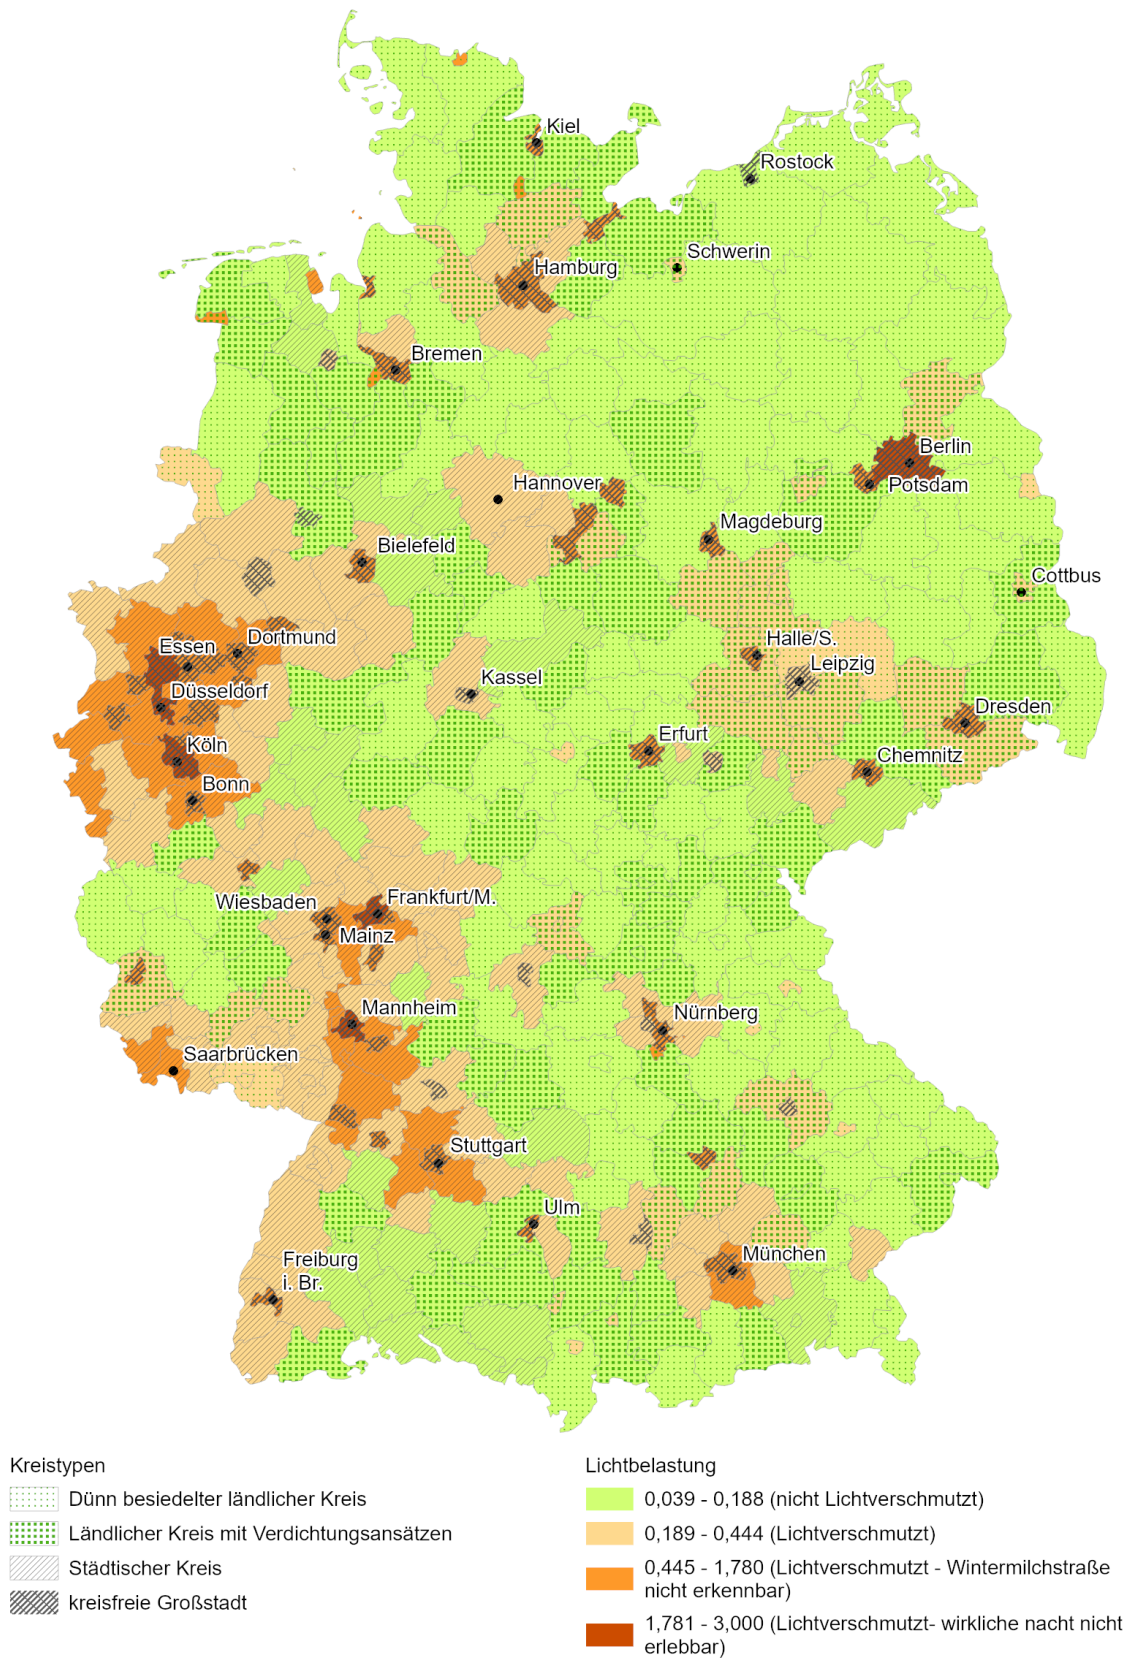 Kiel
Rostock
Schwerin
Hamburg
Bremen
Berlin
Hannover
Potsdam
Magdeburg
Bielefeld
Cottbus
Dortmund
Essen
Halle/S.
Leipzig
Kassel
Düsseldorf
Dresden
Erfurt
Köln
Chemnitz
Bonn
Frankfurt/M.
Wiesbaden
Mainz
Mannheim
Nürnberg
Saarbrücken
Stuttgart
Ulm
München
Freiburg
i. Br.
Kreistypen
Dünn besiedelter ländlicher Kreis
Ländlicher Kreis mit Verdichtungsansätzen
Städtischer Kreis
kreisfreie Großstadt
Lichtbelastung
0,039 - 0,188 (nicht Lichtverschmutzt)
0,189 - 0,444 (Lichtverschmutzt)
0,445 - 1,780 (Lichtverschmutzt - Wintermilchstraße
nicht erkennbar)
1,781 - 3,000 (Lichtverschmutzt- wirkliche nacht nicht
erlebbar)